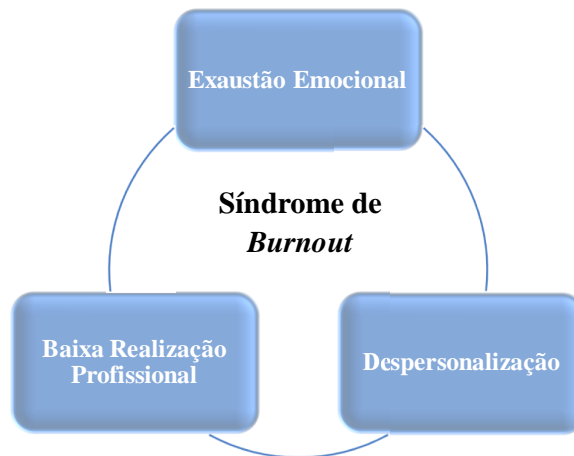 Exaustão Emocional
Síndrome de
Burnout
Baixa Realização
Profissional
Despersonalização